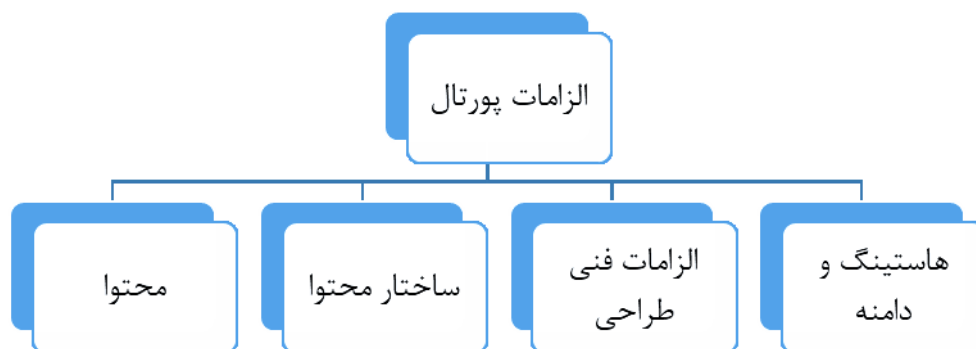 الزامات پورتال
هاستینگ و
دامنه
الزامات فنی
طراحی
ساختار محتوا
محتوا